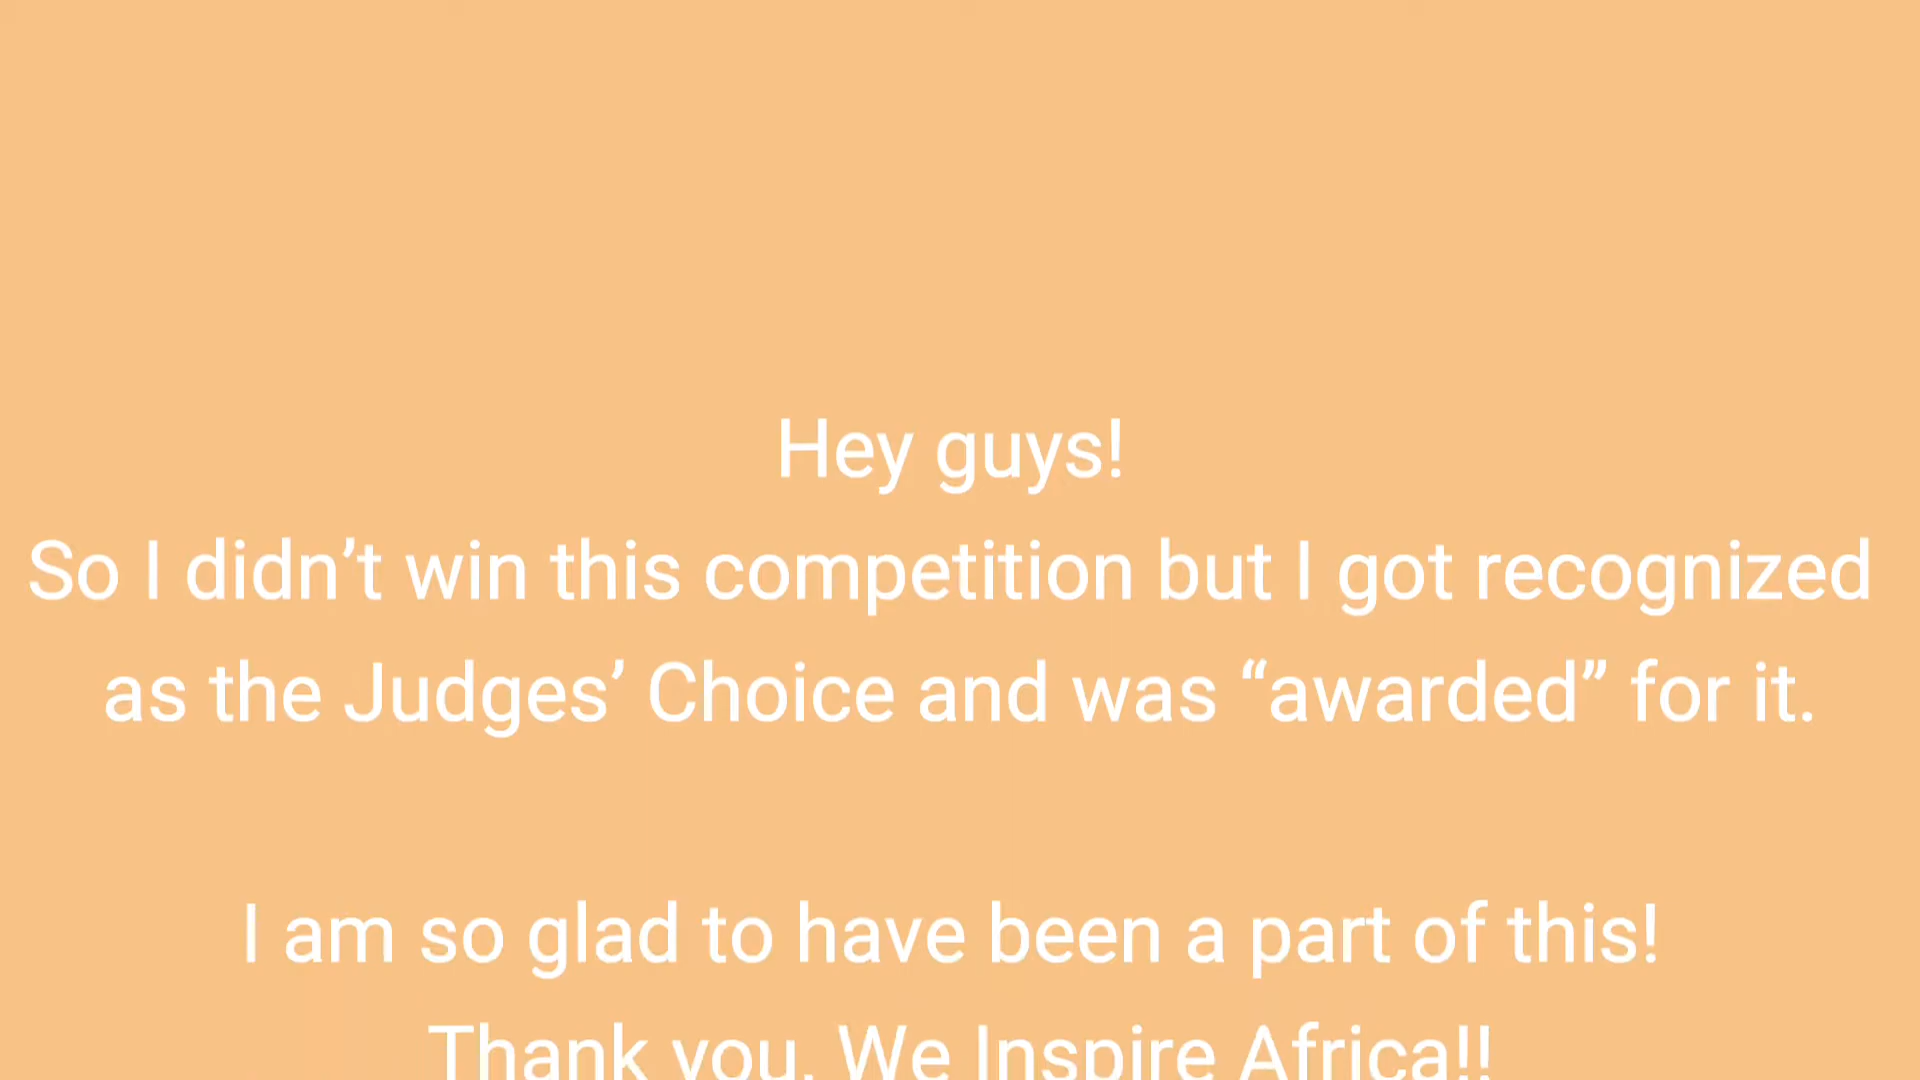 Hey guys!
So I didn’t win this competition but I got recognized
as the Judges’ Choice and was “awarded” for it.
I am so glad to have been a part of this!
Thank you, We Inspire Africa!!